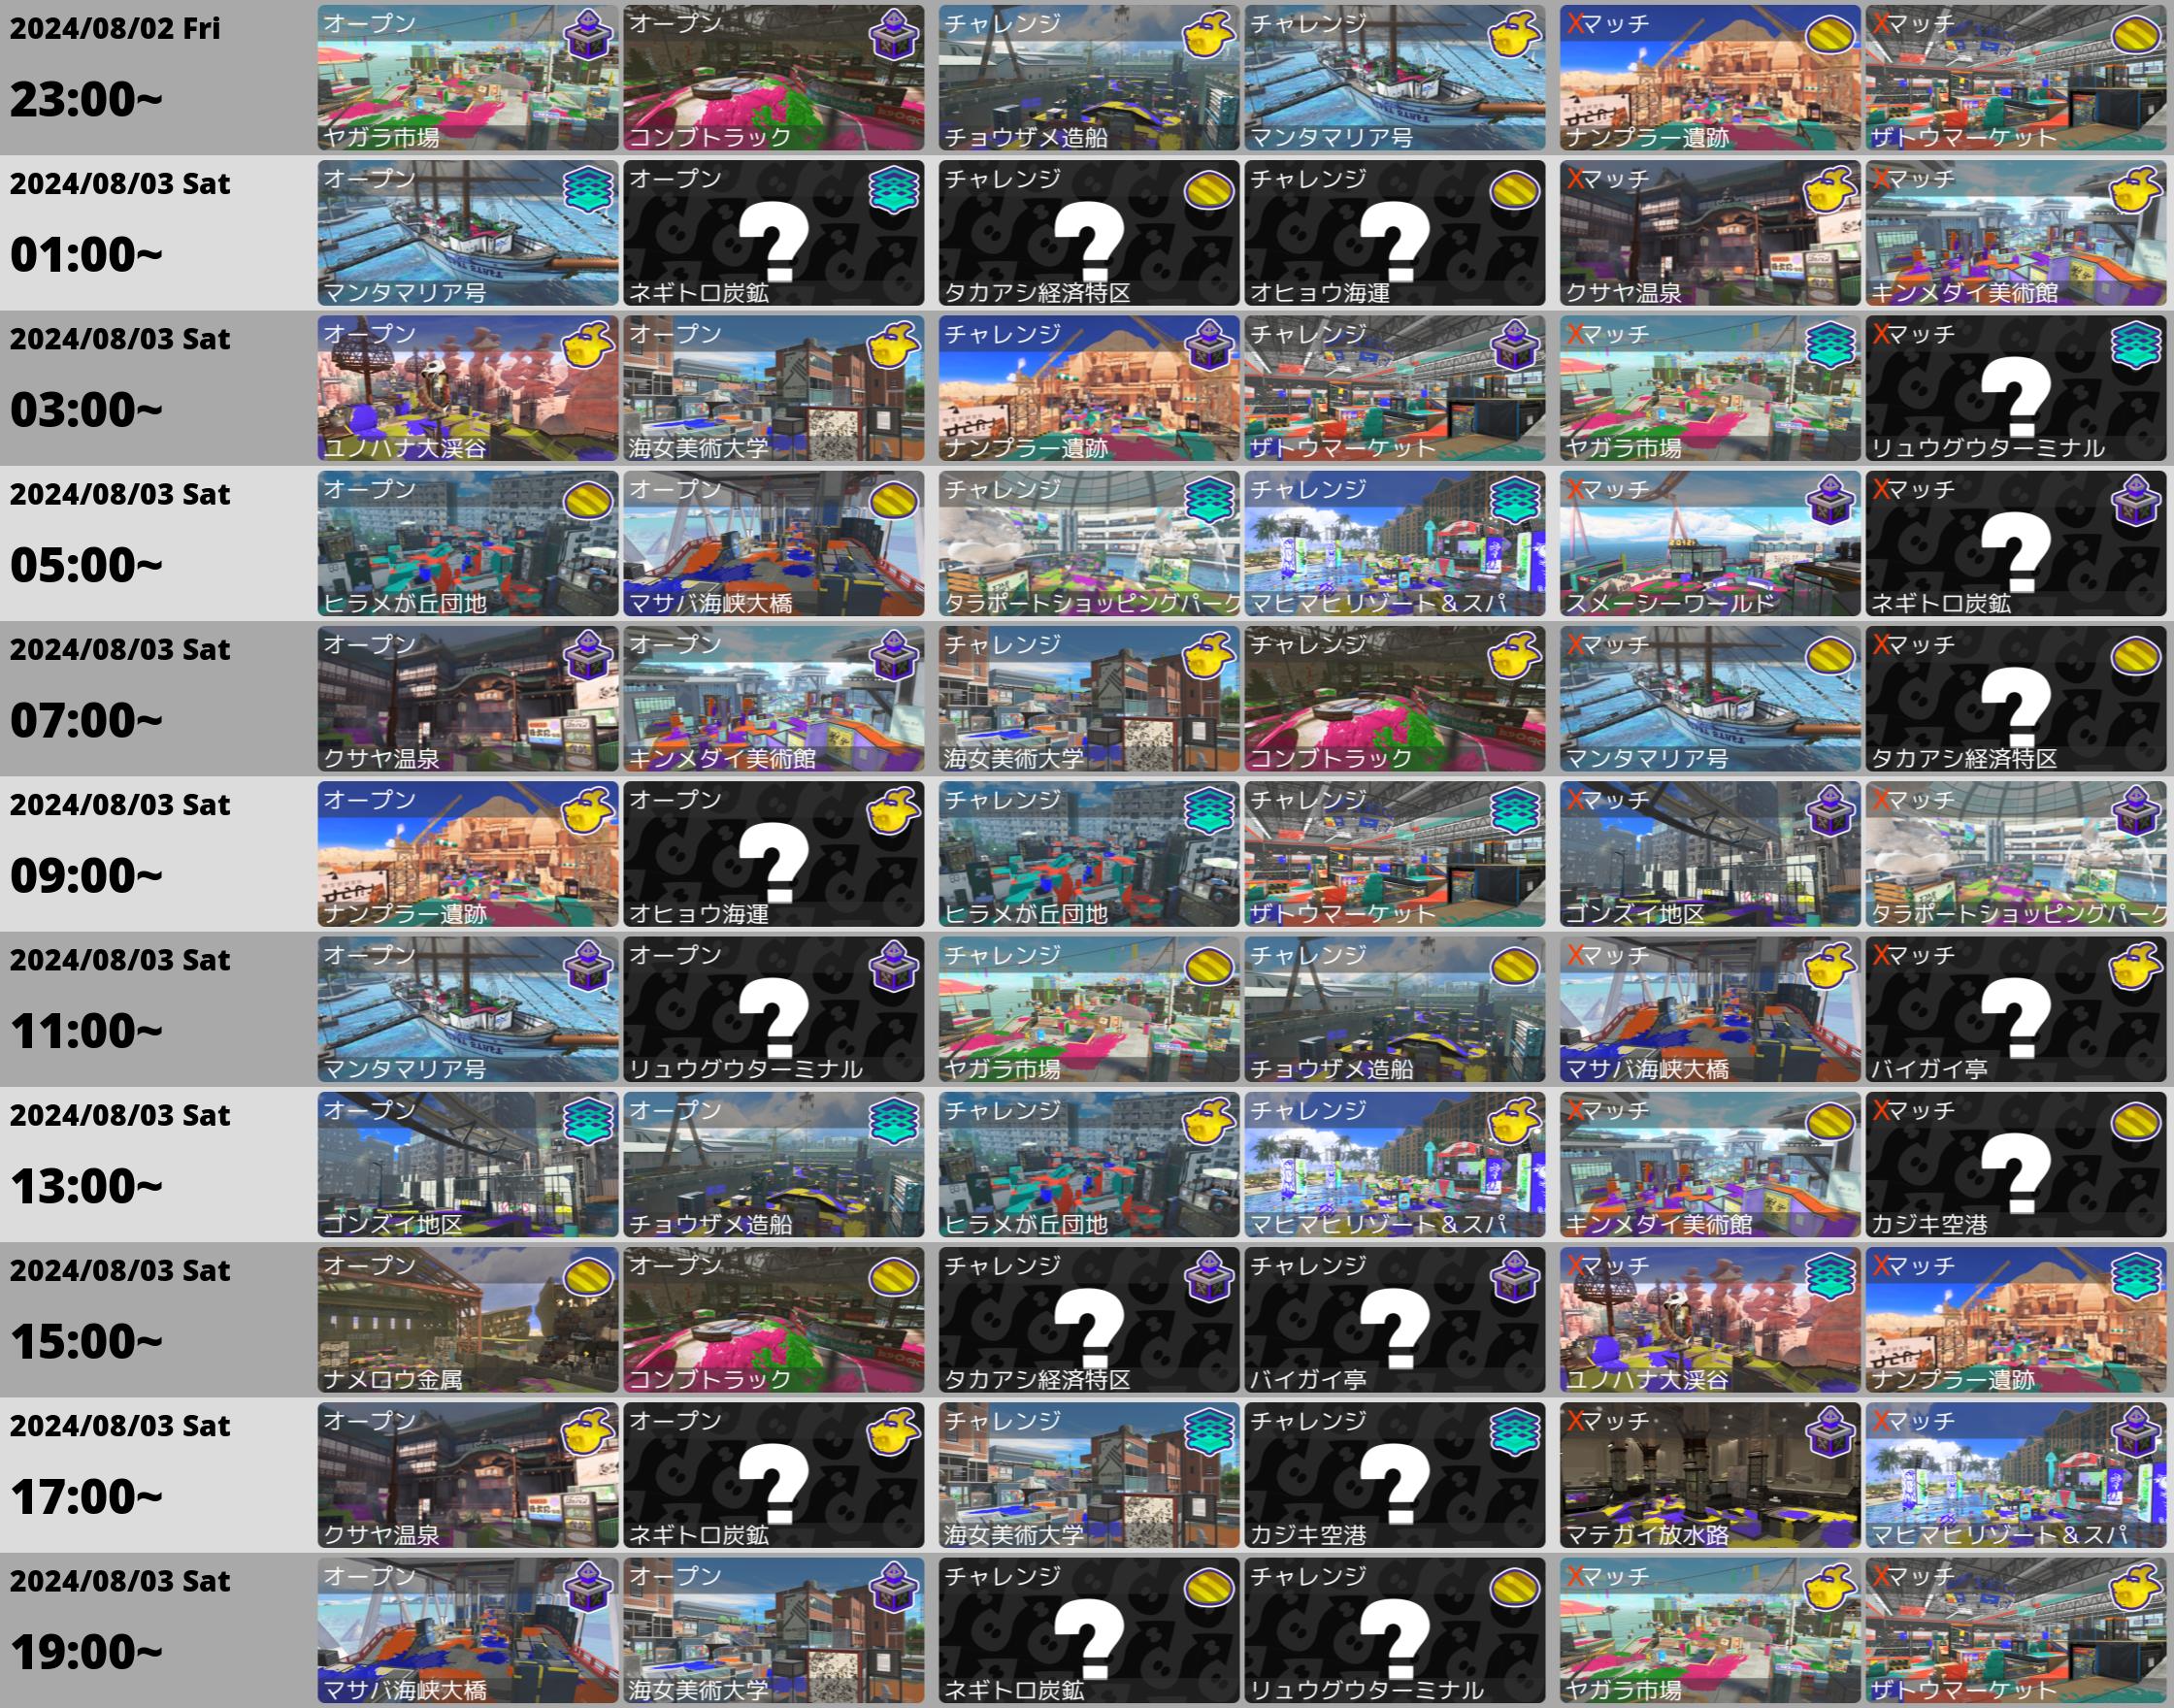 2024/08/02 Fri
23:00~
オープン オープン チャレンジ チャレンジ Xマッチ Xマッチ
ヤガラ市場 コンブトラック チョウザメ造船 マンタマリア号 ナンプラー遺跡 ザトウマーケット
2024/08/03 Sat
01:00~
オープン オープン チャレンジ チャレンジ Xマッチ Xマッチ
? ? ?
マンタマリア号 ネギトロ炭鉱 タカアシ経済特区 オヒョウ海運 クサヤ温泉 キンメダイ美術館
2024/08/03 Sat
03:00~
オープン オープン チャレンジ チャレンジ Xマッチ Xマッチ
?
ユノハナ大渓谷 海女美術大学 ナンプラー遺跡 ザトウマーケット ヤガラ市場 リュウグウターミナル
2024/08/03 Sat
05:00~
オープン オープン チャレンジ チャレンジ Xマッチ Xマッチ
?
ヒラメが丘団地 マサバ海峡大橋 タラポートショッピングパーク マヒマヒリゾート＆スパ スメーシーワールド ネギトロ炭鉱
2024/08/03 Sat
07:00~
オープン オープン チャレンジ チャレンジ Xマッチ Xマッチ
?
クサヤ温泉 キンメダイ美術館 海女美術大学 コンブトラック マンタマリア号 タカアシ経済特区
2024/08/03 Sat
09:00~
オープン オープン チャレンジ チャレンジ Xマッチ Xマッチ
?
ナンプラー遺跡 オヒョウ海運 ヒラメが丘団地 ザトウマーケット ゴンズイ地区 タラポートショッピングパーク
2024/08/03 Sat
11:00~
オープン オープン チャレンジ チャレンジ Xマッチ Xマッチ
? ?
マンタマリア号 リュウグウターミナル ヤガラ市場 チョウザメ造船 マサバ海峡大橋 バイガイ亭
2024/08/03 Sat
13:00~
オープン オープン チャレンジ チャレンジ Xマッチ Xマッチ
?
ゴンズイ地区 チョウザメ造船 ヒラメが丘団地 マヒマヒリゾート＆スパ キンメダイ美術館 カジキ空港
2024/08/03 Sat
15:00~
オープン オープン チャレンジ チャレンジ Xマッチ Xマッチ
? ?
ナメロウ金属 コンブトラック タカアシ経済特区 バイガイ亭 ユノハナ大渓谷 ナンプラー遺跡
2024/08/03 Sat
17:00~
オープン オープン チャレンジ チャレンジ Xマッチ Xマッチ
? ?
クサヤ温泉 ネギトロ炭鉱 海女美術大学 カジキ空港 マテガイ放水路 マヒマヒリゾート＆スパ
2024/08/03 Sat
19:00~
オープン オープン チャレンジ チャレンジ Xマッチ Xマッチ
? ?
マサバ海峡大橋 海女美術大学 ネギトロ炭鉱 リュウグウターミナル ヤガラ市場 ザトウマーケット